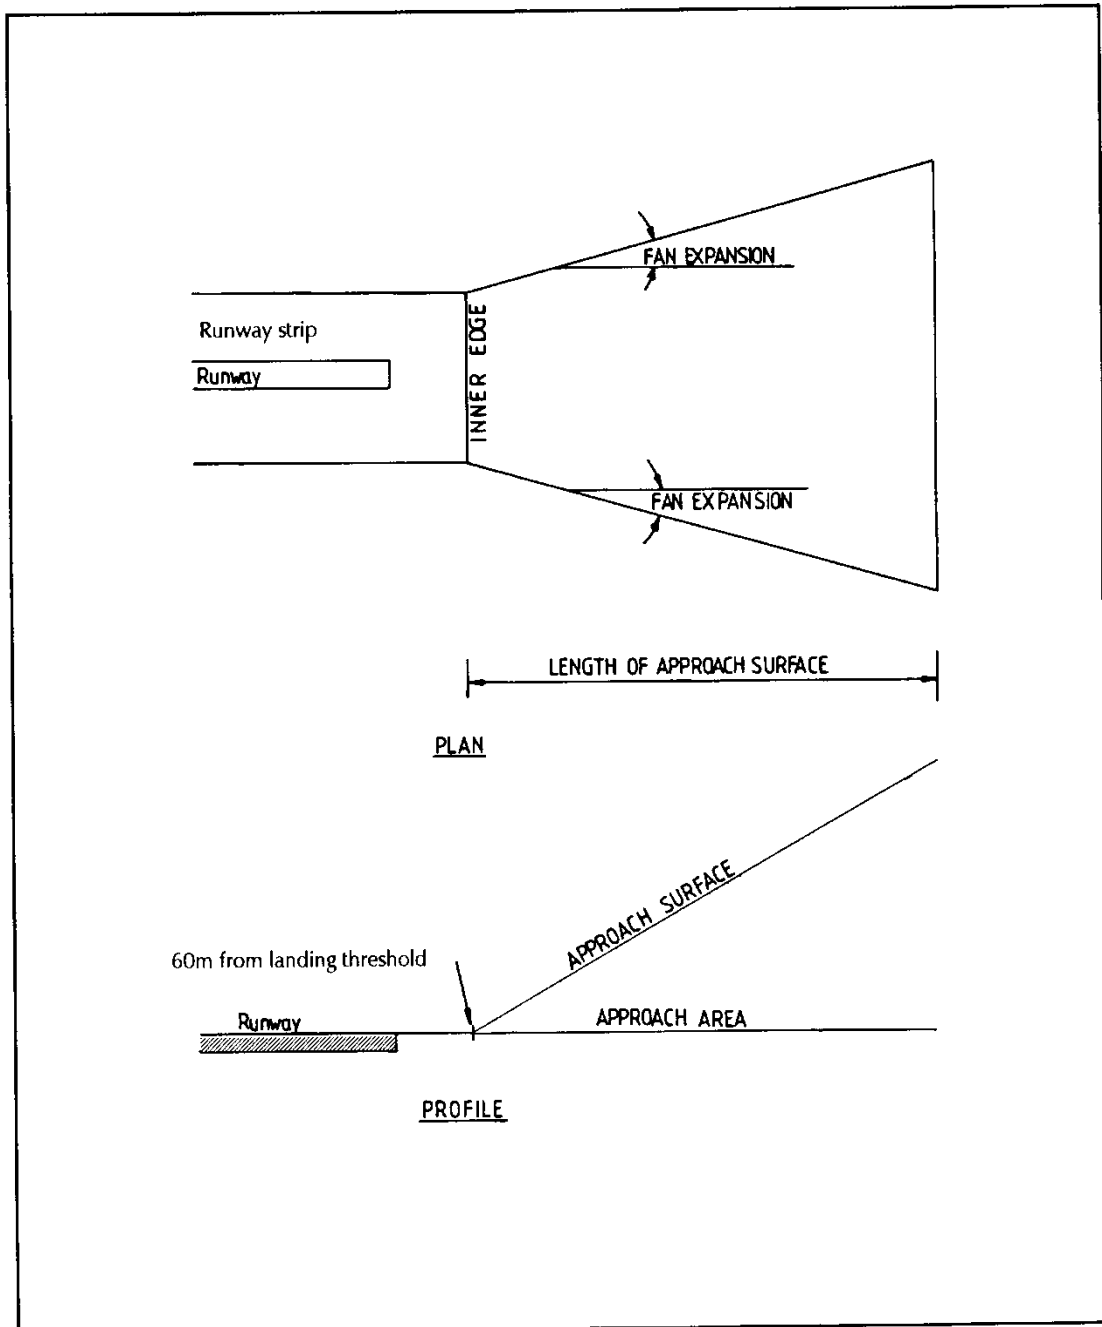 FAN EXPANSION
Runway strip
Runway
INNER EDGE
FAN EXPANSION
LENGTH OF APPROACH SURFACE
PLAN
APPROACH SURFACE
60m from landing threshold
Runway
APPROACH AREA
PROFILE